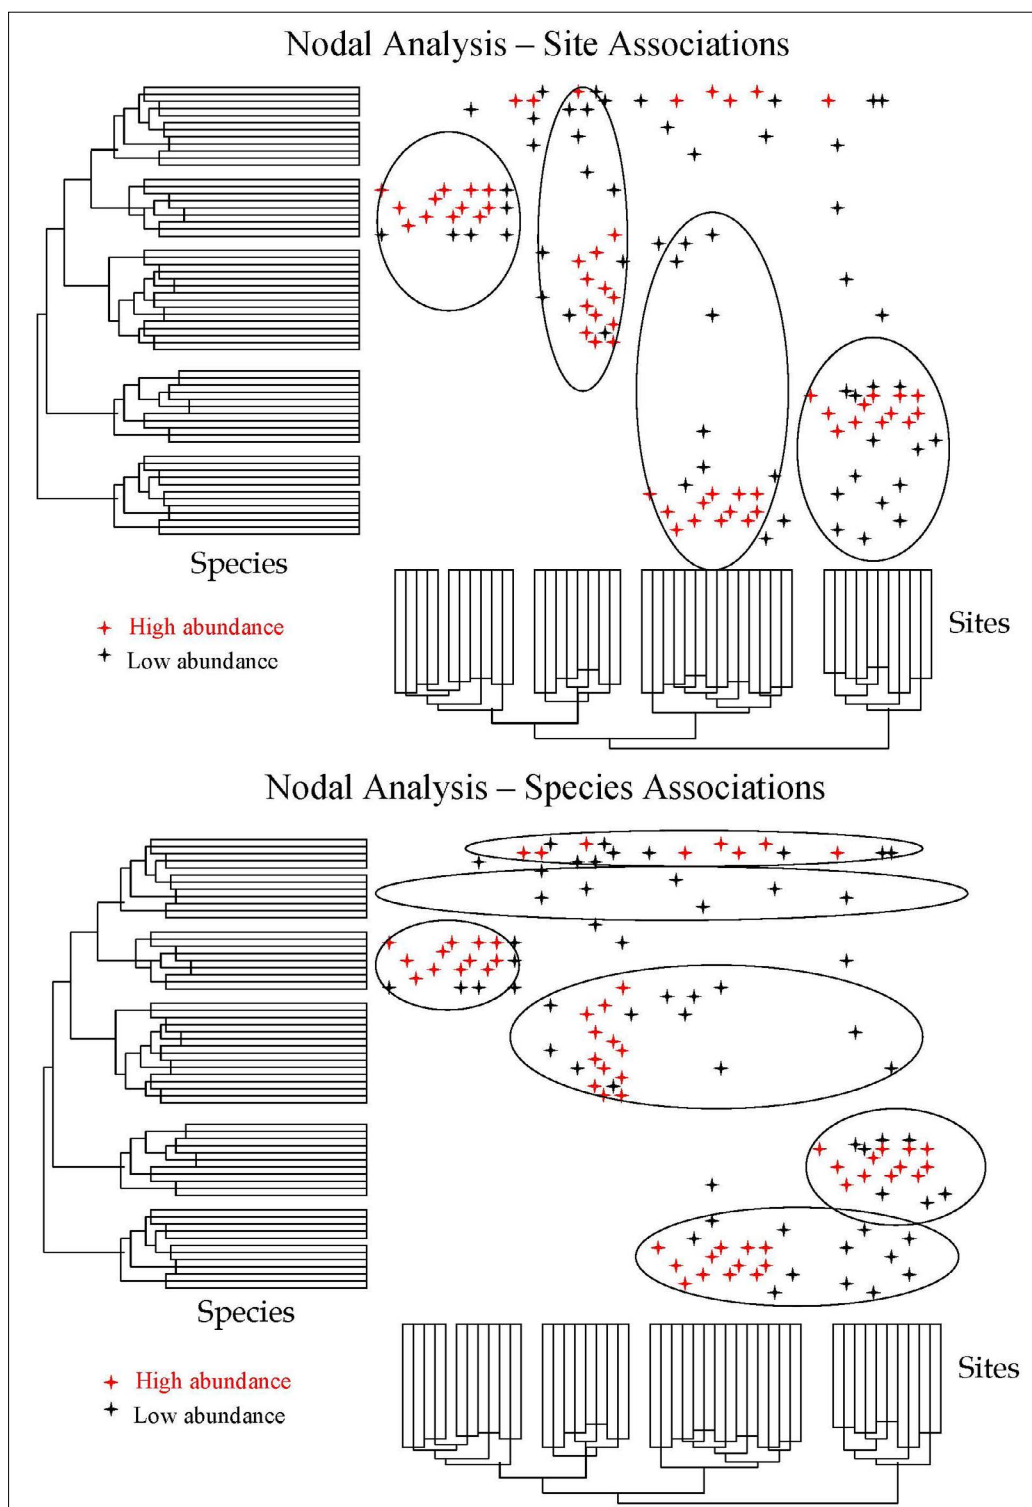 Nodal Analysis – Site Associations
Species
Sites
High abundance
Low abundance
Nodal Analysis – Species Associations
Species
Sites
High abundance
Low abundance